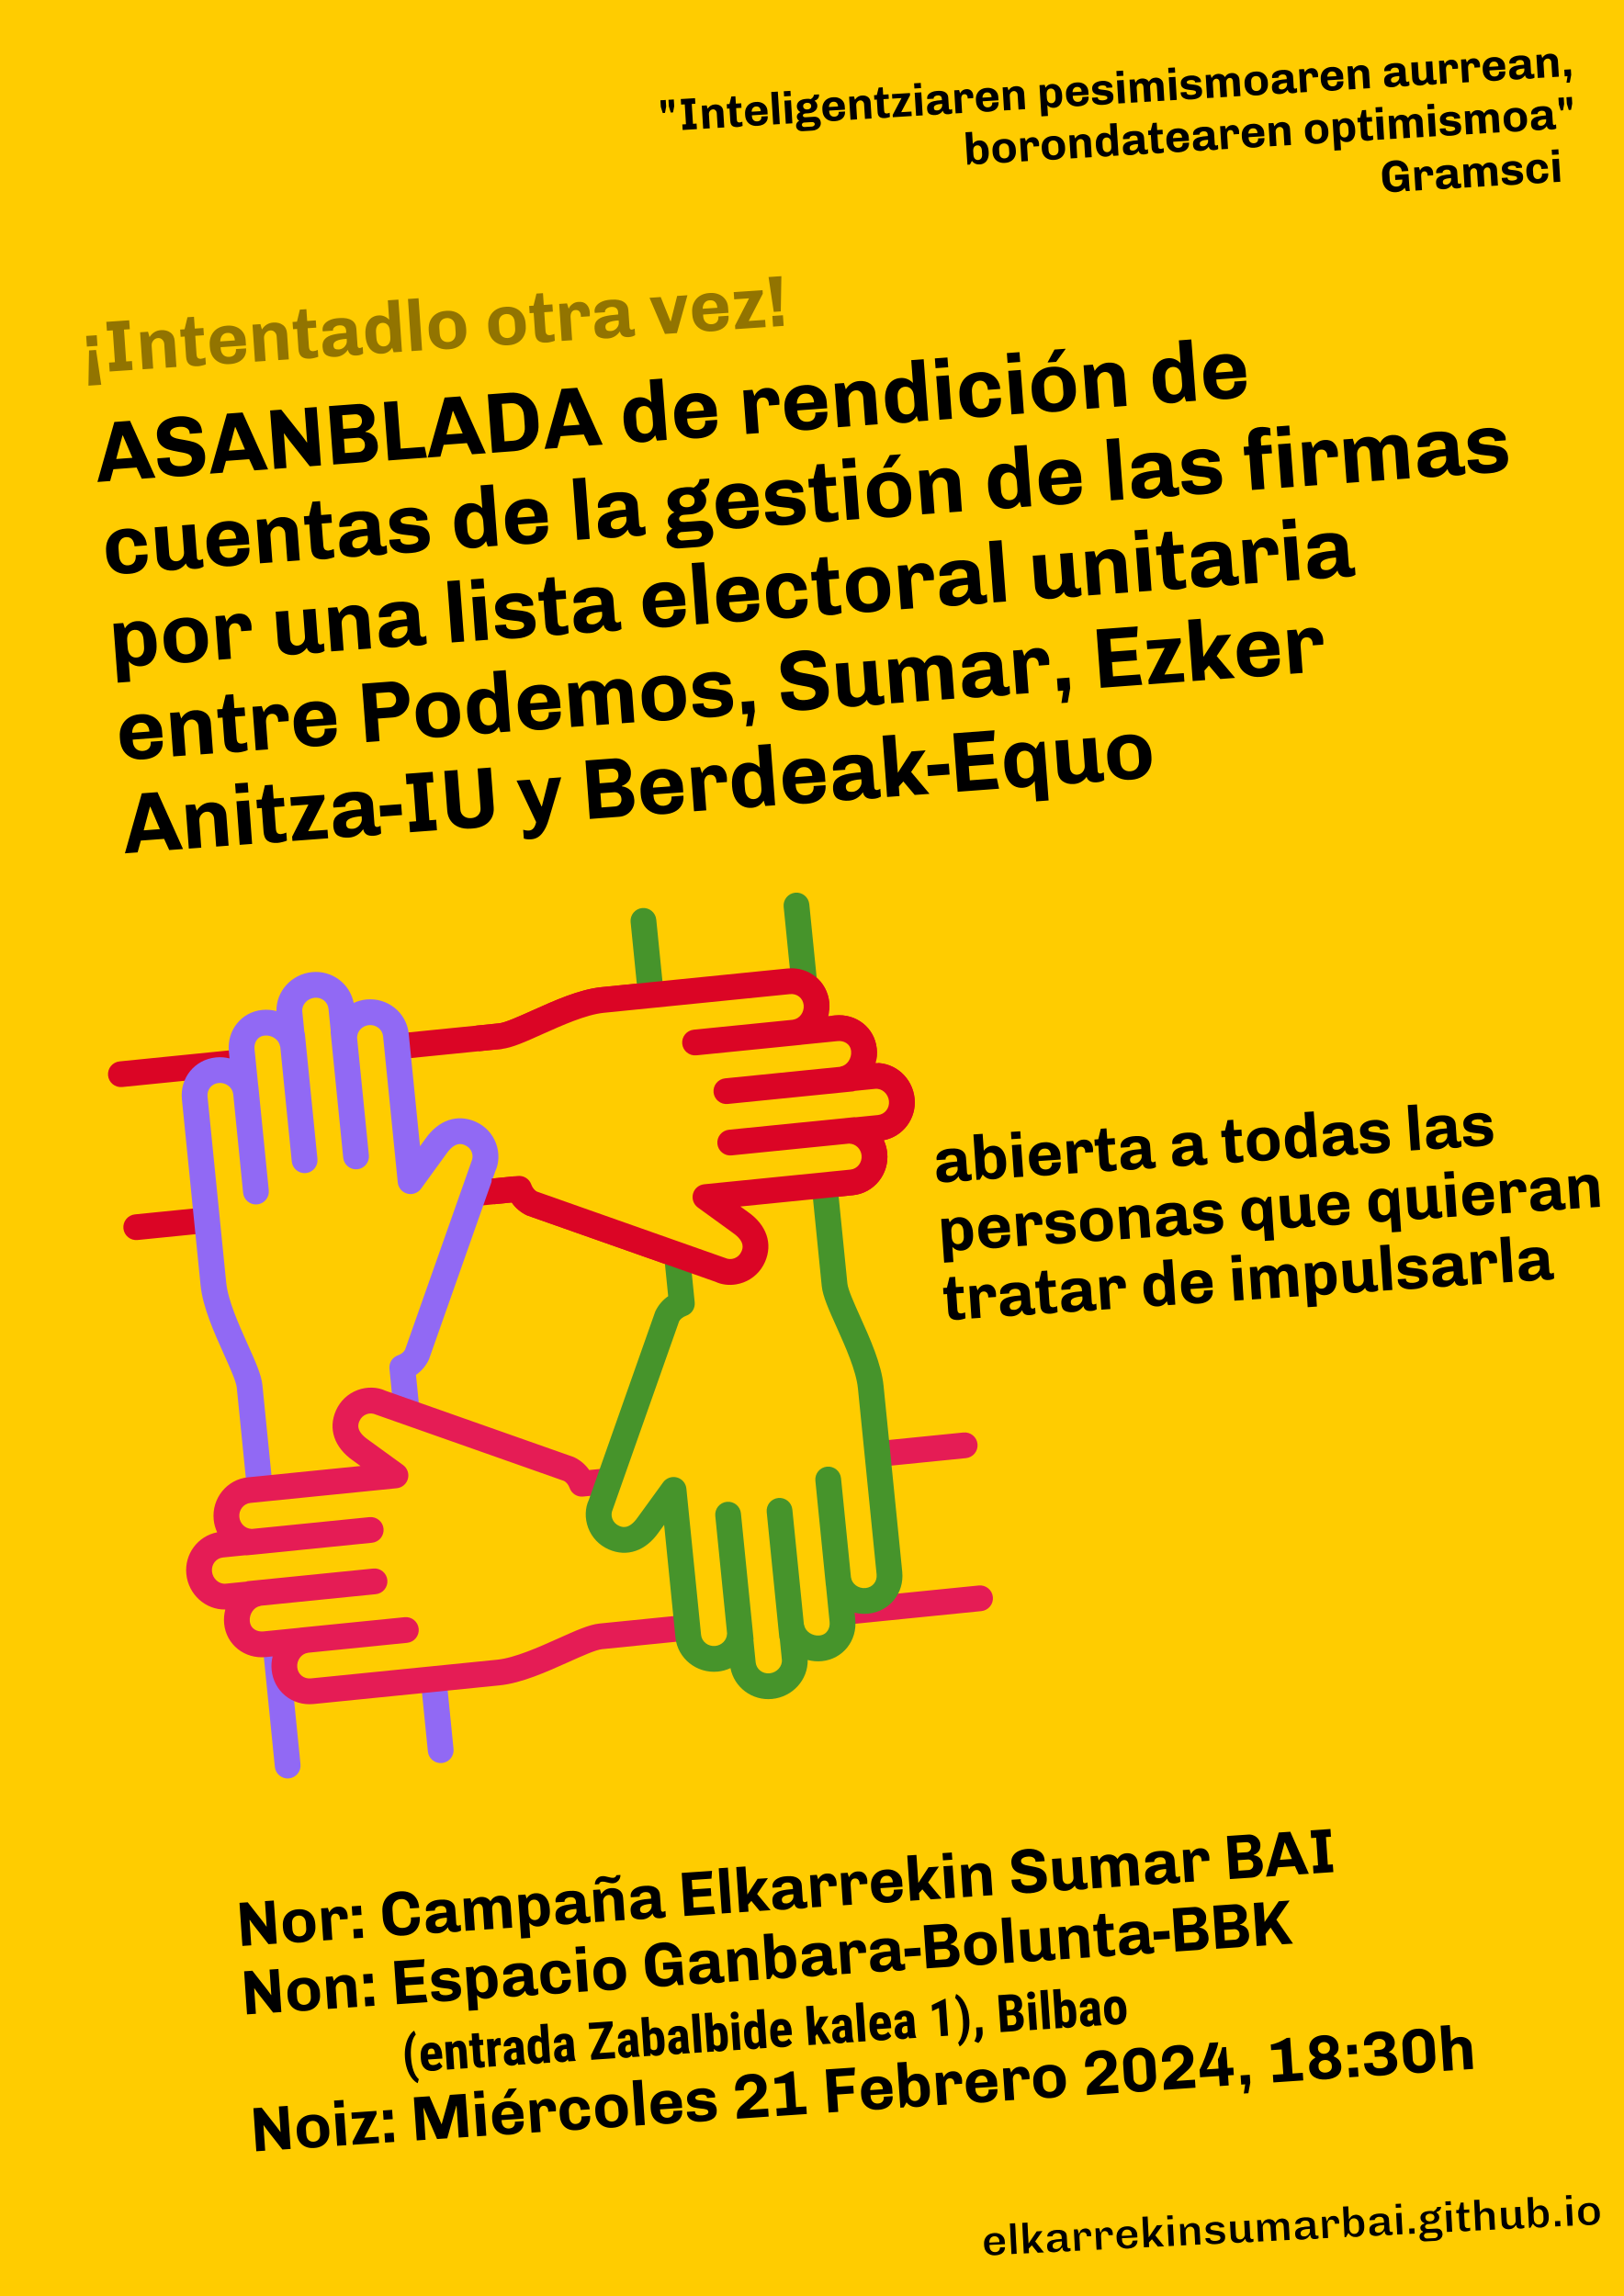 "Inteligentziaren pesimismoaren aurrean,
borondatearen optimismoa"
Gramsci
¡Intentadlo otra vez!
ASANBLADA de rendición de
cuentas de la gestión de las firmas
por una lista electoral unitaria
entre Podemos, Sumar, Ezker
Anitza-IU y Berdeak-Equo
abierta a todas las
personas que quieran
tratar de impulsarla
Nor: Campaña Elkarrekin Sumar BAI
Non: Espacio Ganbara-Bolunta-BBK
(entrada Zabalbide kalea 1), Bilbao
Noiz: Miércoles 21 Febrero 2024, 18:30h
elkarrekinsumarbai.github.io